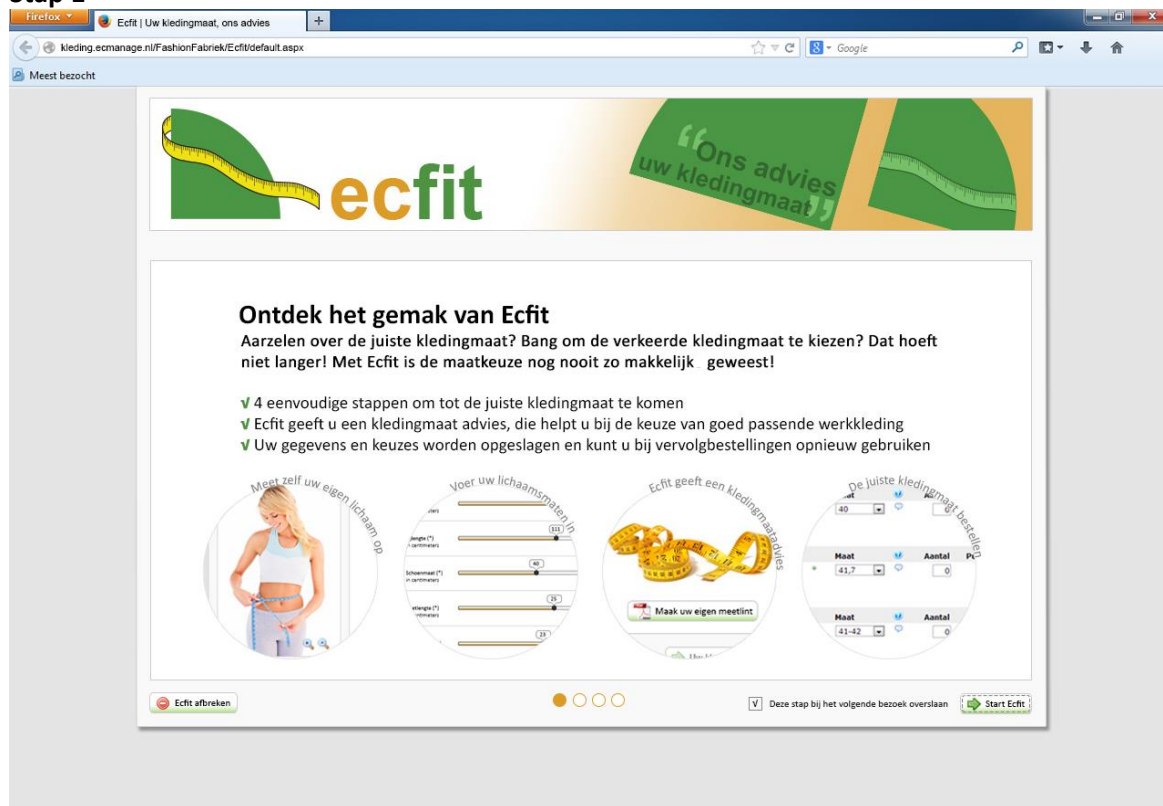 Firefox
Ecfit | Uw kledingmaat, ons advies
kleding.ecmanage.nl/FashionFabriek/Ecfit/default.aspx
Google
Meest bezocht
ecfit
“Ons advies
uw kledingmaat”
Ontdek het gemak van Ecfit
Aarzelen over de juiste kledingmaat? Bang om de verkeerde kledingmaat te kiezen? Dat hoeft
niet langer! Met Ecfit is de maatkeuze nog nooit zo makkelijk geweest!
√ 4 eenvoudige stappen om tot de juiste kledingmaat te komen
√ Ecfit geeft u een kledingmaat advies, die helpt u bij de keuze van goed passende werkkleding
√ Uw gegevens en keuzes worden opgeslagen en kunt u bij vervolgbestellingen opnieuw gebruiken
Meet zelf uw eigen lichaam op
Voer uw lichaamsmaten in
111
in centimeters
40
Schoenmaat (*)
in centimeters
25
23
Ecfit geeft een kledingmaatadvies
Maak uw eigen meetlint
De juiste kledingmaat bestellen
40
0
Maat Aantal
41,7 0
Maat Aantal
41-42 0
Ecfit afbreken
Deze stap bij het volgende bezoek overslaan
Start Ecfit